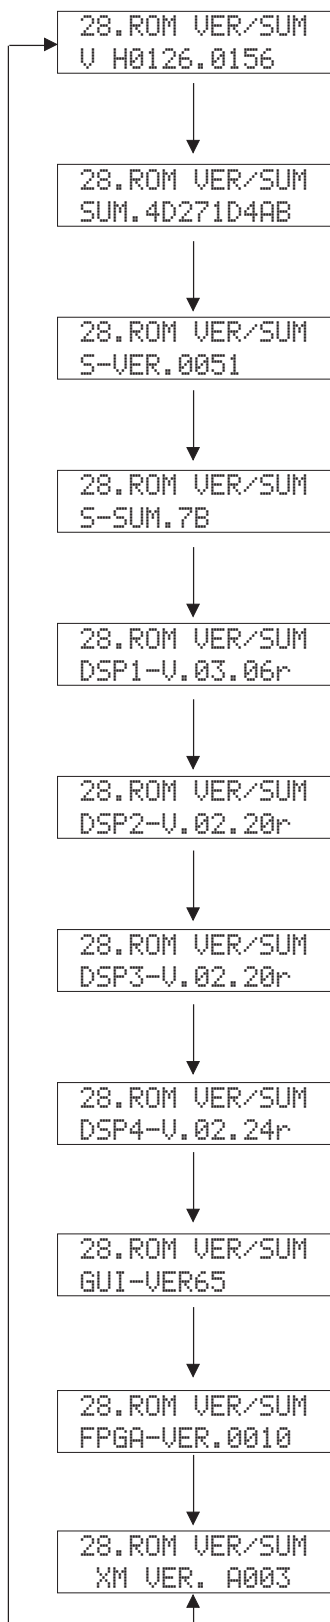 28.ROM VER/SUM
V H0126.0156
28.ROM VER/SUM
SUM.4D271D4AB
28.ROM VER/SUM
S-VER.0051
28.ROM VER/SUM
S-SUM.7B
28.ROM VER/SUM
DSP1-V.03.06r
28.ROM VER/SUM
DSP2-V.02.20r
28.ROM VER/SUM
DSP3-V.02.20r
28.ROM VER/SUM
DSP4-V.02.24r
28.ROM VER/SUM
GUI-VER65
28.ROM VER/SUM
FPGA-VER.0010
28.ROM VER/SUM
XM VER. A003